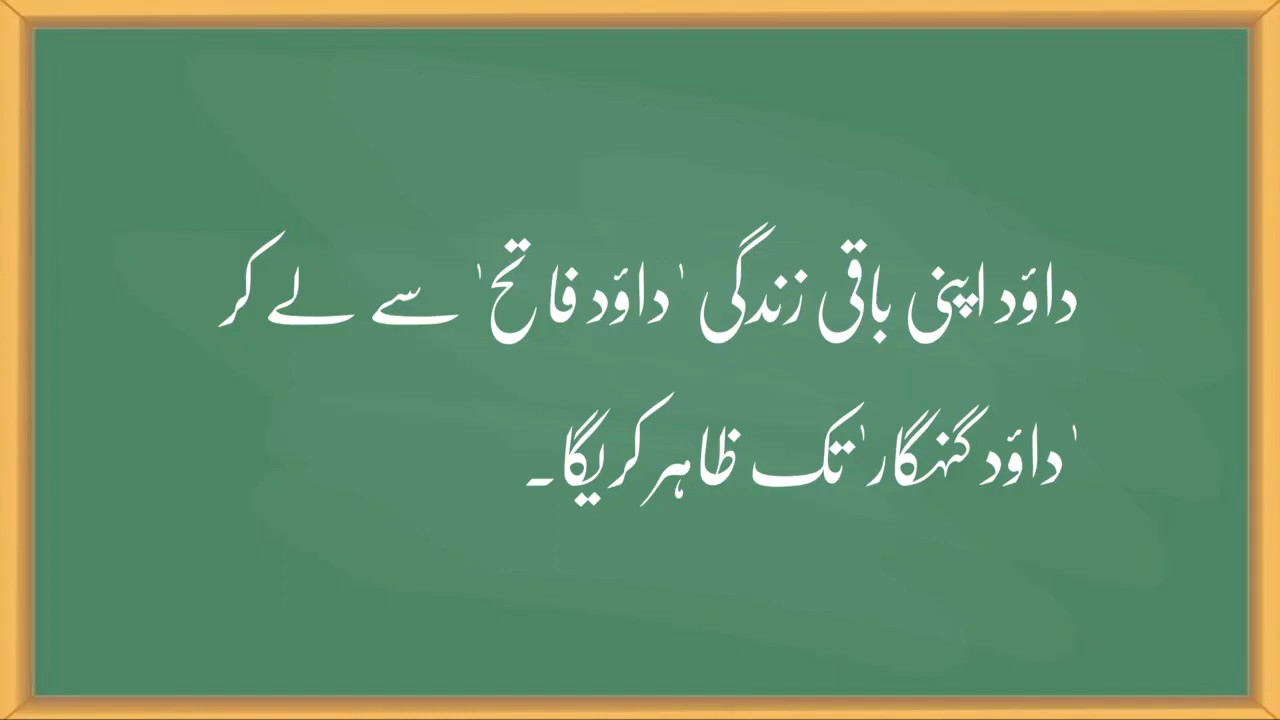 داؤد اپنی باقی زندگی 'داؤد فاتح' سے لے کر
'داؤد گنہگار' تک ظاہر کریگا۔